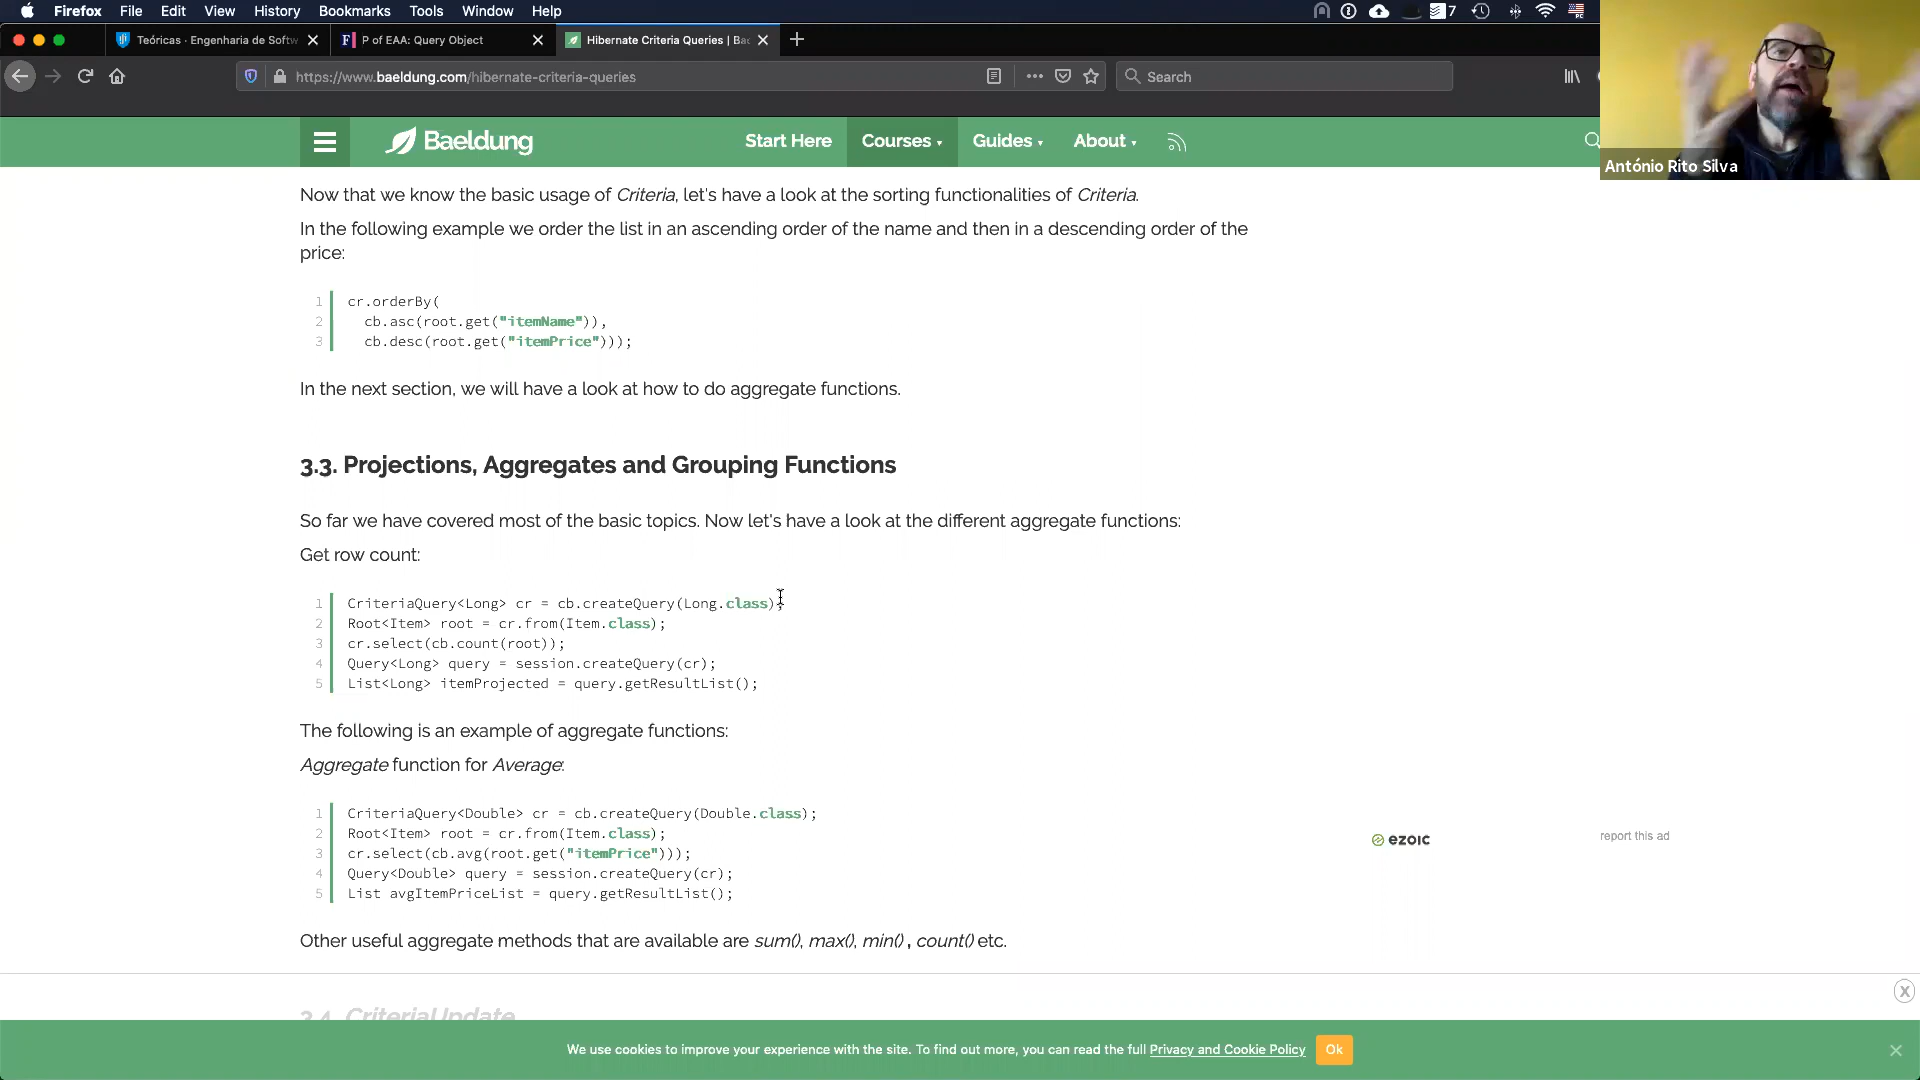 Firefox File Edit View History Bookmarks Tools Window Help 7
Teóricas · Engenharia de Softw
P of EAA: Query Object
Hibernate Criteria Queries | Bae
https://www.baeldung.com/hibernate-criteria-queries
Search
Baeldung
Start Here Courses Guides About
António Rito Silva
Now that we know the basic usage of Criteria, let's have a look at the sorting functionalities of Criteria.
In the following example we order the list in an ascending order of the name and then in a descending order of the
price:
1 cr.orderBy(
2 cb.asc(root.get("itemName")),
3 cb.desc(root.get("itemPrice")));
In the next section, we will have a look at how to do aggregate functions.
3.3. Projections, Aggregates and Grouping Functions
So far we have covered most of the basic topics. Now let's have a look at the different aggregate functions:
Get row count:
1 CriteriaQuery<Long> cr = cb.createQuery(Long.class);
2 Root<Item> root = cr.from(Item.class);
3 cr.select(cb.count(root));
4 Query<Long> query = session.createQuery(cr);
5 List<Long> itemProjected = query.getResultList();
The following is an example of aggregate functions:
Aggregate function for Average:
1 CriteriaQuery<Double> cr = cb.createQuery(Double.class);
2 Root<Item> root = cr.from(Item.class);
3 cr.select(cb.avg(root.get("itemPrice")));
4 Query<Double> query = session.createQuery(cr);
5 List avgItemPriceList = query.getResultList();
ezoic
report this ad
Other useful aggregate methods that are available are sum(), max(), min(), count() etc.
3.4. CriteriaUpdate
We use cookies to improve your experience with the site. To find out more, you can read the full Privacy and Cookie Policy Ok